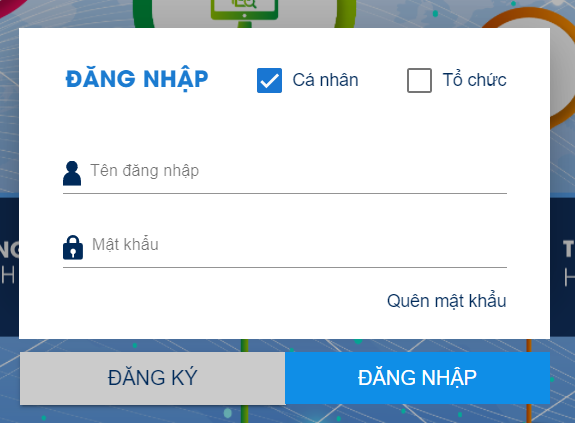 ĐĂNG NHẬP
Cá nhân
Tổ chức
Tên đăng nhập
Mật khẩu
Quên mật khẩu
ĐĂNG KÝ
ĐĂNG NHẬP